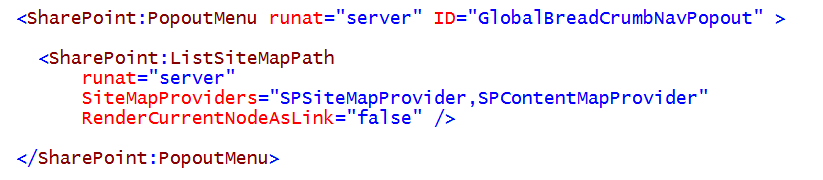 <SharePoint:PopoutMenu runat="server" ID="GlobalBreadCrumbNavPopout" >
<SharePoint:ListSiteMapPath
runat="server"
SiteMapProviders="SPSiteMapProvider,SPContentMapProvider"
RenderCurrentNodeAsLink="false" />
</SharePoint:PopoutMenu>